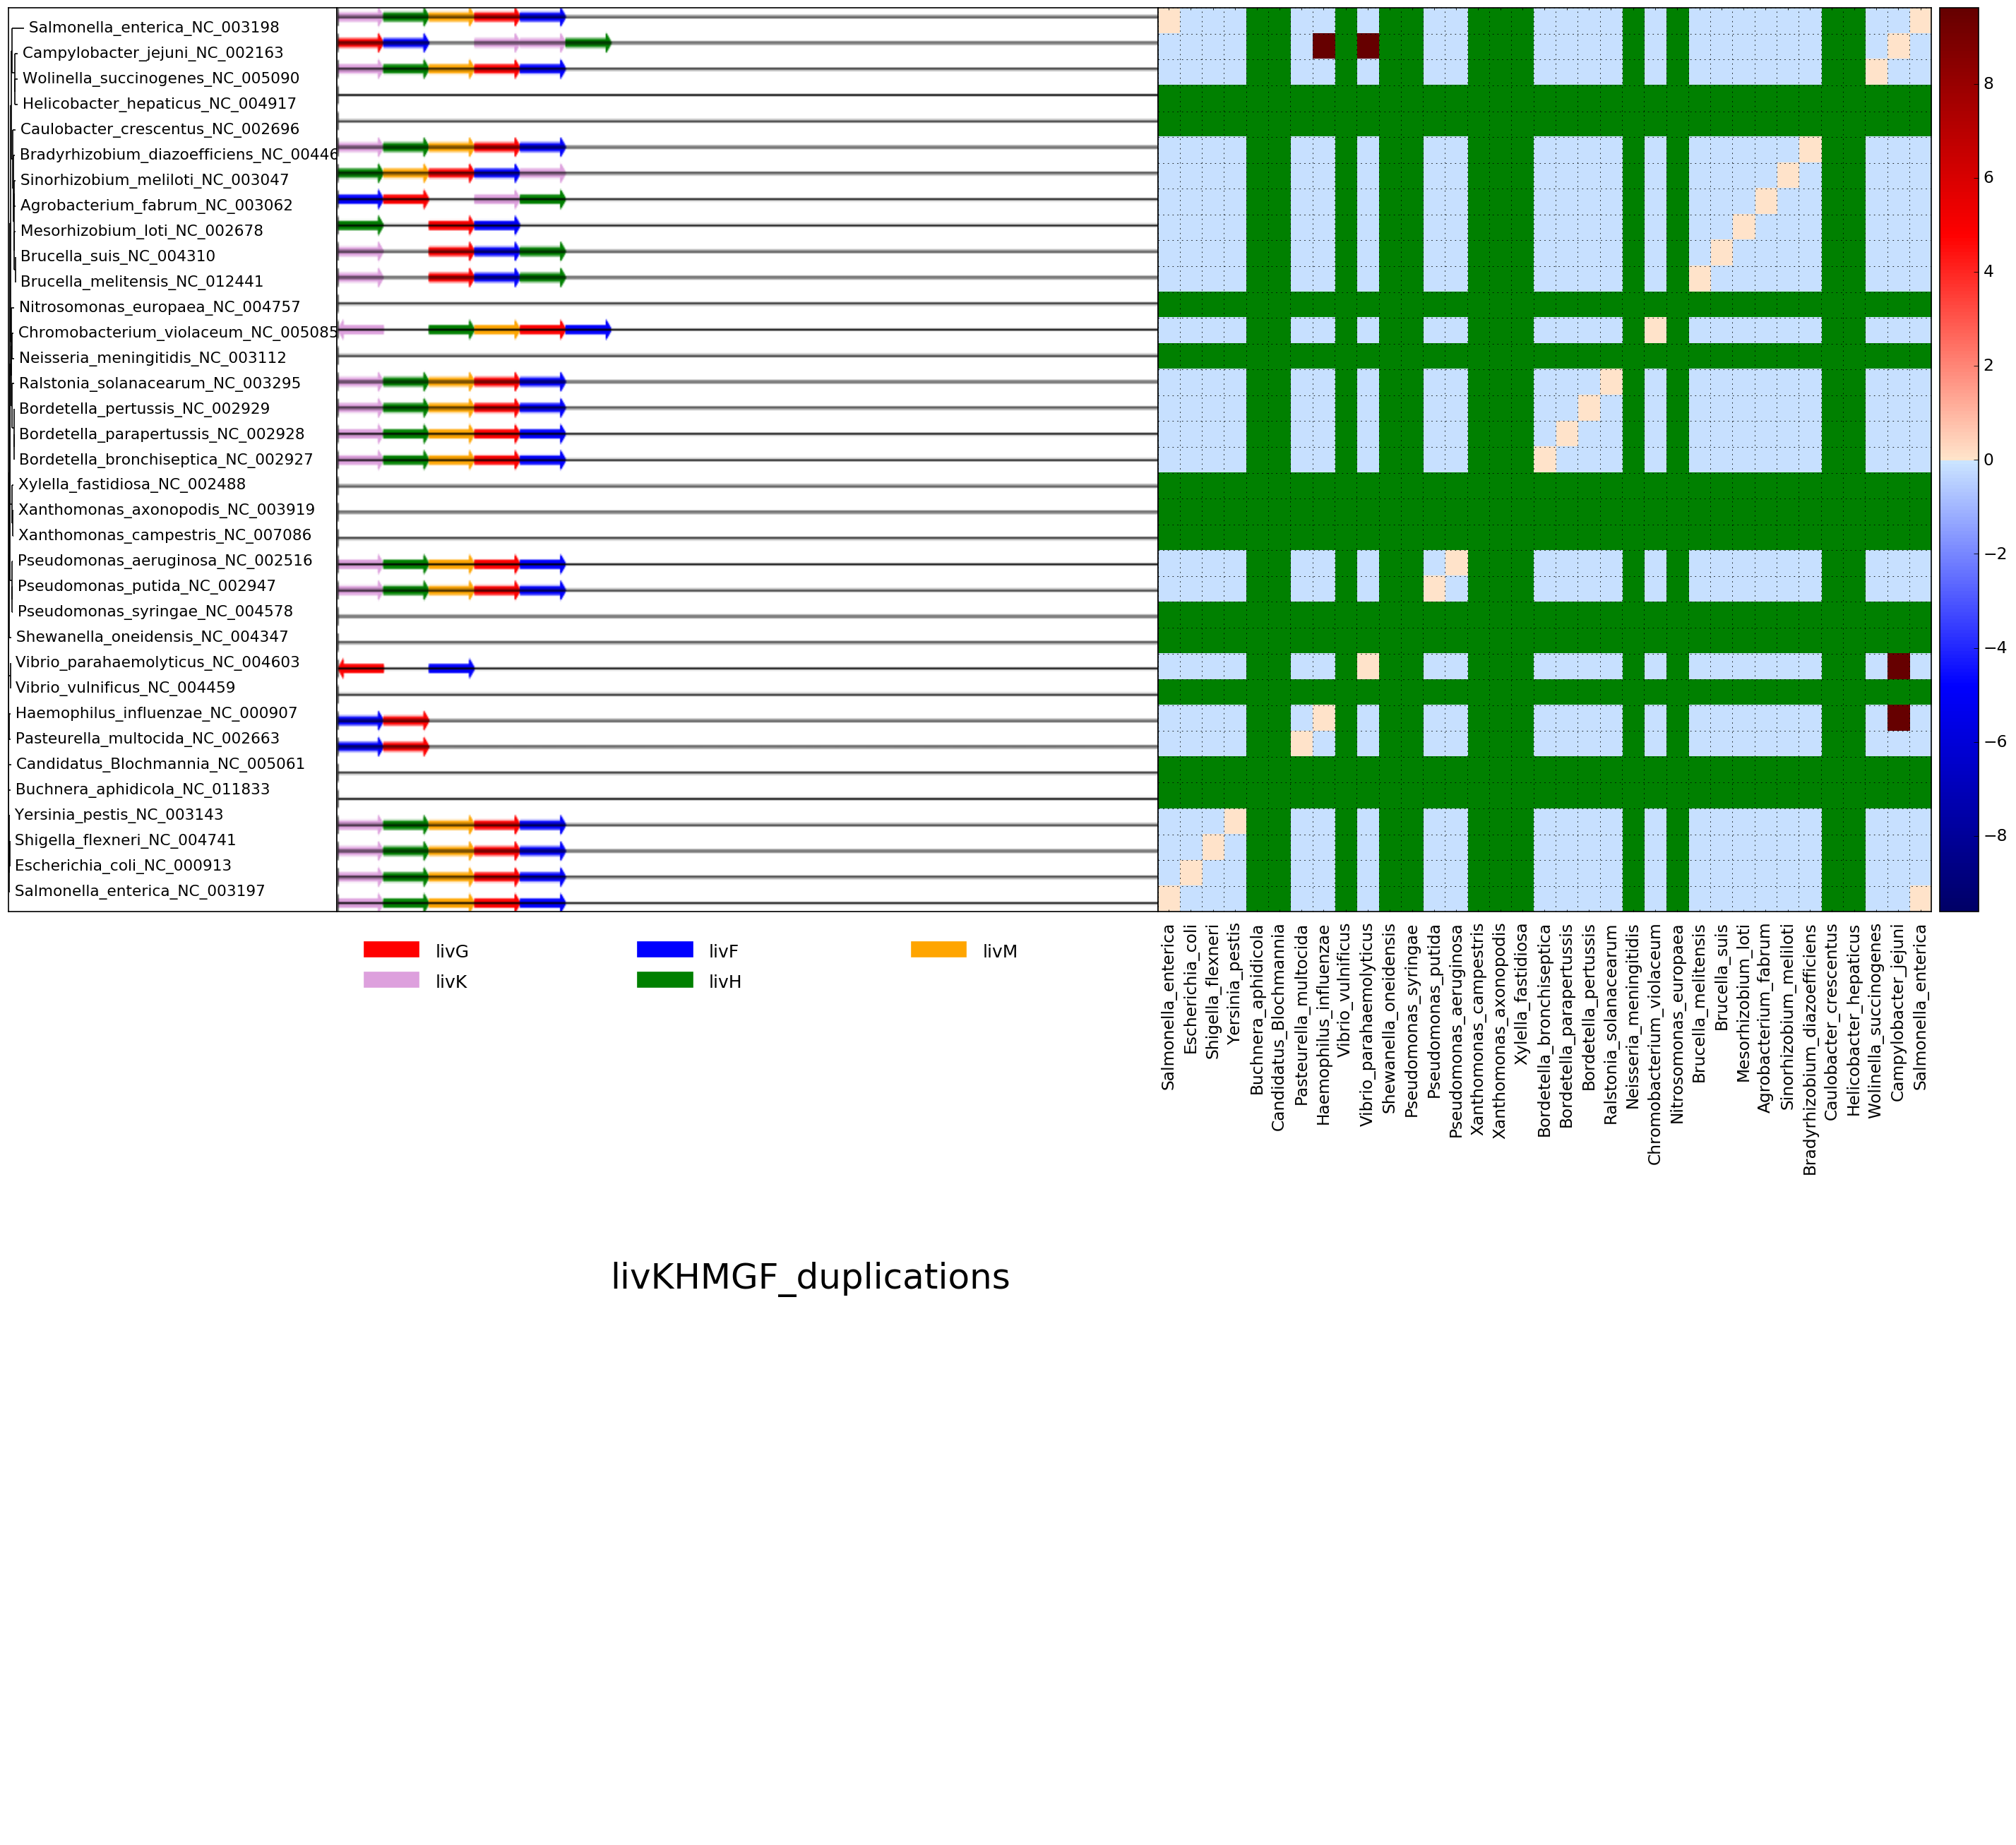 Salmonella_enterica_NC_003198
Campylobacter_jejuni_NC_002163
Wolinella_succinogenes_NC_005090
Helicobacter_hepaticus_NC_004917
Caulobacter_crescentus_NC_002696
Bradyrhizobium_diazoefficiens_NC_00446
Sinorhizobium_meliloti_NC_003047
Agrobacterium_fabrum_NC_003062
Mesorhizobium_loti_NC_002678
Brucella_suis_NC_004310
Brucella_melitensis_NC_012441
Nitrosomonas_europaea_NC_004757
Chromobacterium_violaceum_NC_005085
Neisseria_meningitidis_NC_003112
Ralstonia_solanacearum_NC_003295
Bordetella_pertussis_NC_002929
Bordetella_parapertussis_NC_002928
Bordetella_bronchiseptica_NC_002927
Xylella_fastidiosa_NC_002488
Xanthomonas_axonopodis_NC_003919
Xanthomonas_campestris_NC_007086
Pseudomonas_aeruginosa_NC_002516
Pseudomonas_putida_NC_002947
Pseudomonas_syringae_NC_004578
Shewanella_oneidensis_NC_004347
Vibrio_parahaemolyticus_NC_004603
Vibrio_vulnificus_NC_004459
Haemophilus_influenzae_NC_000907
Pasteurella_multocida_NC_002663
Candidatus_Blochmannia_NC_005061
Buchnera_aphidicola_NC_011833
Yersinia_pestis_NC_003143
Shigella_flexneri_NC_004741
Escherichia_coli_NC_000913
Salmonella_enterica_NC_003197
8
6
4
2
0
−2
−4
−6
−8
livG
livF
livM
livK
livH
Salmonella_enterica
Escherichia_coli
Shigella_flexneri
Yersinia_pestis
Buchnera_aphidicola
Candidatus_Blochmannia
Pasteurella_multocida
Haemophilus_influenzae
Vibrio_vulnificus
Vibrio_parahaemolyticus
Shewanella_oneidensis
Pseudomonas_syringae
Pseudomonas_putida
Pseudomonas_aeruginosa
Xanthomonas_campestris
Xanthomonas_axonopodis
Xylella_fastidiosa
Bordetella_bronchiseptica
Bordetella_parapertussis
Bordetella_pertussis
Ralstonia_solanacearum
Neisseria_meningitidis
Chromobacterium_violaceum
Nitrosomonas_europaea
Brucella_melitensis
Brucella_suis
Mesorhizobium_loti
Agrobacterium_fabrum
Sinorhizobium_meliloti
Bradyrhizobium_diazoefficiens
Caulobacter_crescentus
Helicobacter_hepaticus
Wolinella_succinogenes
Campylobacter_jejuni
Salmonella_enterica
livKHMGF_duplications